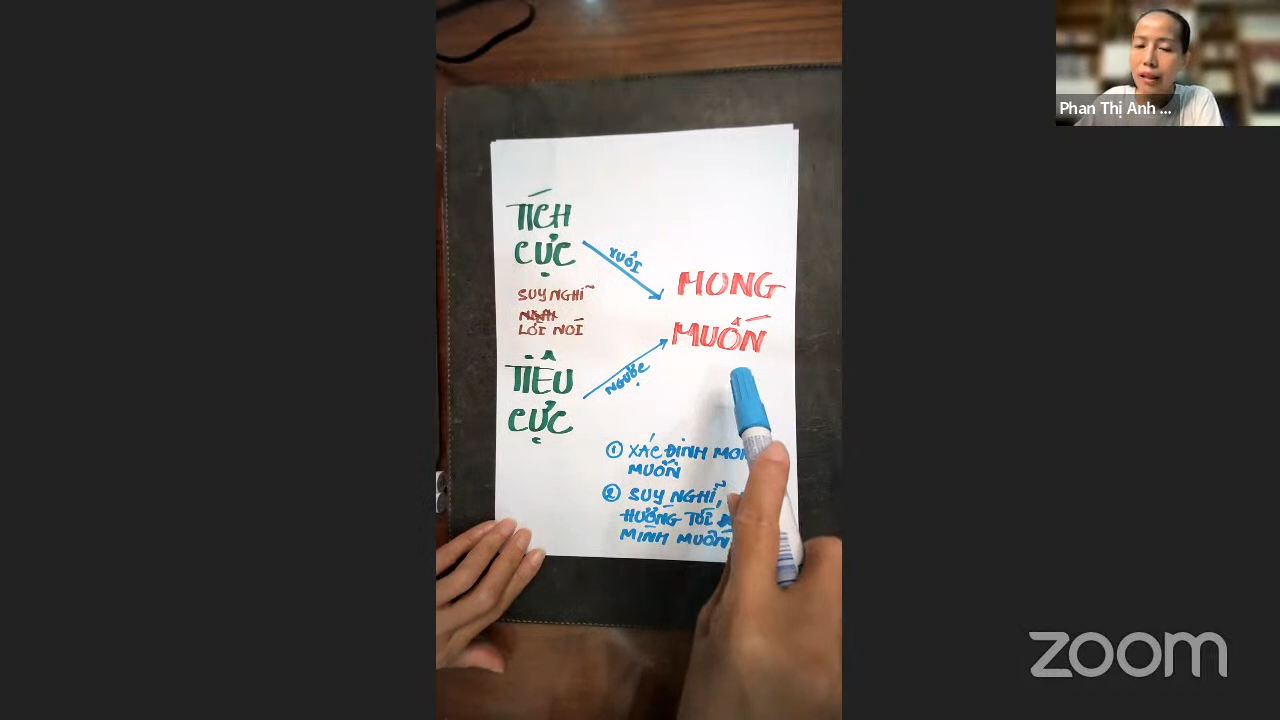 Phan Thị Anh ...
TÍCH
CỰC
XUÔI
SUY NGHĨ
LỜI NÓI
MONG
MUỐN
TIÊU
CỰC
NGƯỢC
① XÁC ĐỊNH
MUỐN
② SUY NGHĨ,
HƯỚNG TỚI
MÌNH MUỐN
zoom